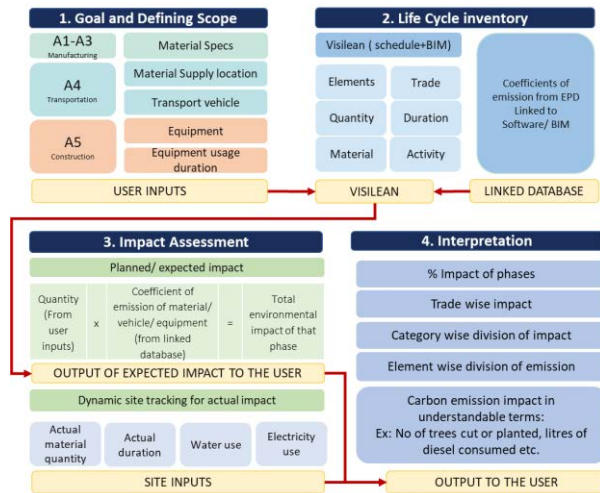 1. Goal and Defining Scope
A1-A3
Manufacturing
Material Specs
A4
Transportation
Material Supply location
Transport vehicle
A5
Construction
Equipment
Equipment usage
duration
USER INPUTS
2. Life Cycle inventory
Visilean ( schedule+BIM)
Elements
Trade
Quantity
Duration
Material
Activity
Coefficients of
emission from EPD
Linked to
Software/ BIM
VISILEAN
LINKED DATABASE
3. Impact Assessment
Planned/ expected impact
Quantity
(From
user
inputs)
x
Coefficient of
emission of material/
vehicle/ equipment
(from linked
database)
=
Total
environmental
impact of that
phase
OUTPUT OF EXPECTED IMPACT TO THE USER
Dynamic site tracking for actual impact
Actual
material
quantity
Actual
duration
Water use
Electricity
use
SITE INPUTS
4. Interpretation
% Impact of phases
Trade wise impact
Category wise division of impact
Element wise division of emission
Carbon emission impact in
understandable terms:
Ex: No of trees cut or planted, litres of
diesel consumed etc.
OUTPUT TO THE USER